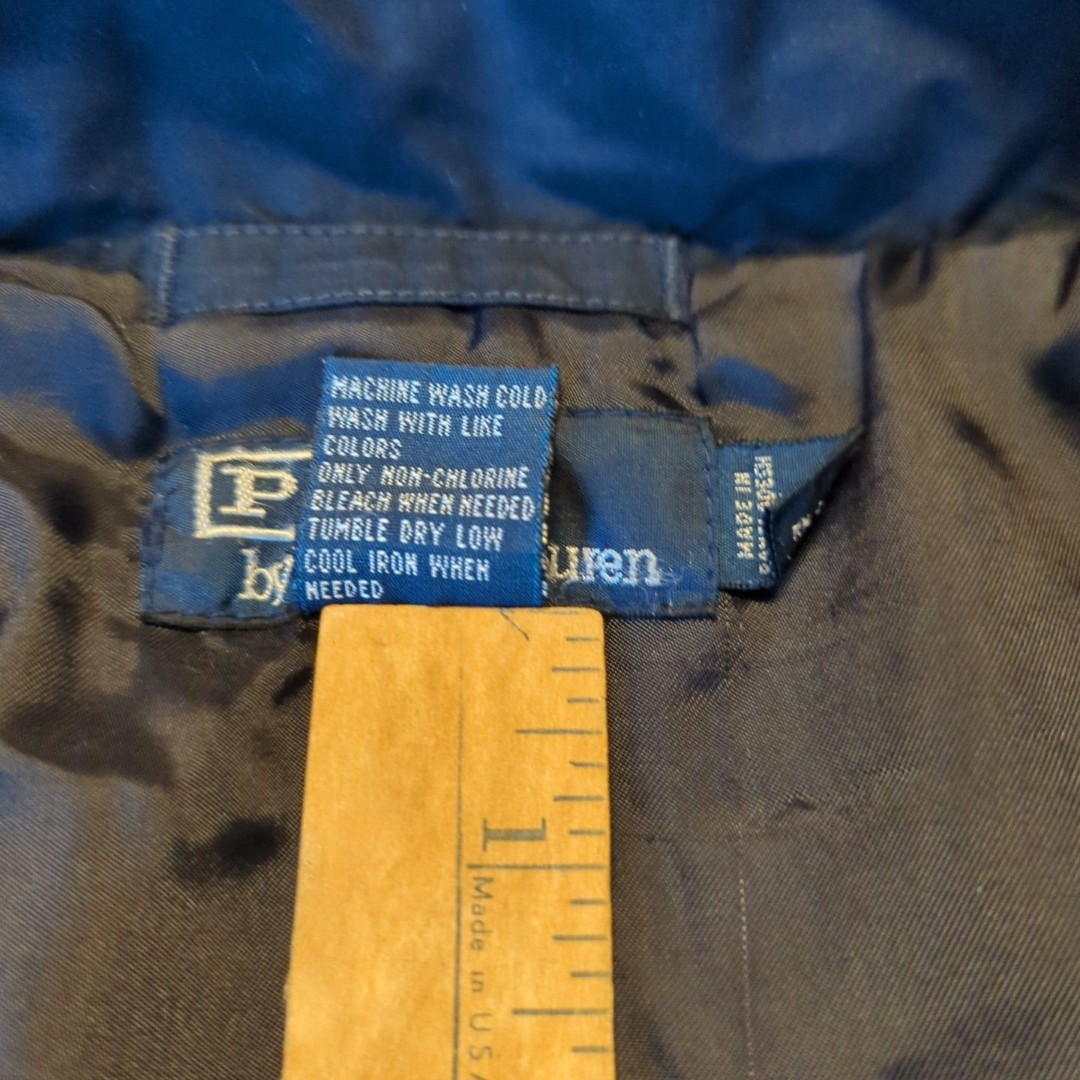 MACHINE WASH COLD
WASH WITH LIKE
COLORS
ONLY NON-CHLORINE
BLEACH WHEN NEEDED
TUMBLE DRY LOW
COOL IRON WHEN
NEEDED
P
by uren
MADE IN
1
Made in U.S.A